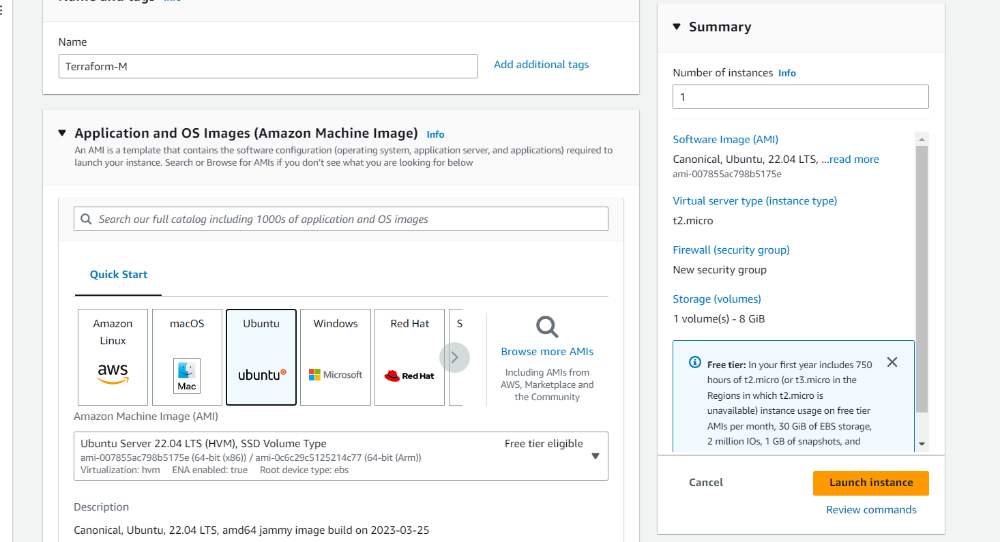 Name and tags Info
Name
Terraform-M
Add additional tags
Application and OS Images (Amazon Machine Image) Info
An AMI is a template that contains the software configuration (operating system, application server, and applications) required to
launch your instance. Search or Browse for AMIs if you don't see what you are looking for below
Search our full catalog including 1000s of application and OS images
Quick Start
Amazon
Linux
aws
macOS
Mac
Ubuntu
ubuntu
Windows
Microsoft
Red Hat
Red Hat
S
Browse more AMIs
Including AMIs from
AWS, Marketplace and
the Community
Amazon Machine Image (AMI)
Ubuntu Server 22.04 LTS (HVM), SSD Volume Type
Free tier eligible
ami-007855ac798b5175e (64-bit (x86)) / ami-0c6c29c5125214c77 (64-bit (Arm))
Virtualization: hvm ENA enabled: true Root device type: ebs
Description
Canonical, Ubuntu, 22.04 LTS, amd64 jammy image build on 2023-03-25
Summary
Number of instances Info
1
Software Image (AMI)
Canonical, Ubuntu, 22.04 LTS, ...read more
ami-007855ac798b5175e
Virtual server type (instance type)
t2.micro
Firewall (security group)
New security group
Storage (volumes)
1 volume(s) - 8 GiB
Free tier: In your first year includes 750
hours of t2.micro (or t3.micro in the
Regions in which t2.micro is
unavailable) instance usage on free tier
AMIs per month, 30 GiB of EBS storage,
2 million IOs, 1 GB of snapshots, and
Cancel
Launch instance
Review commands